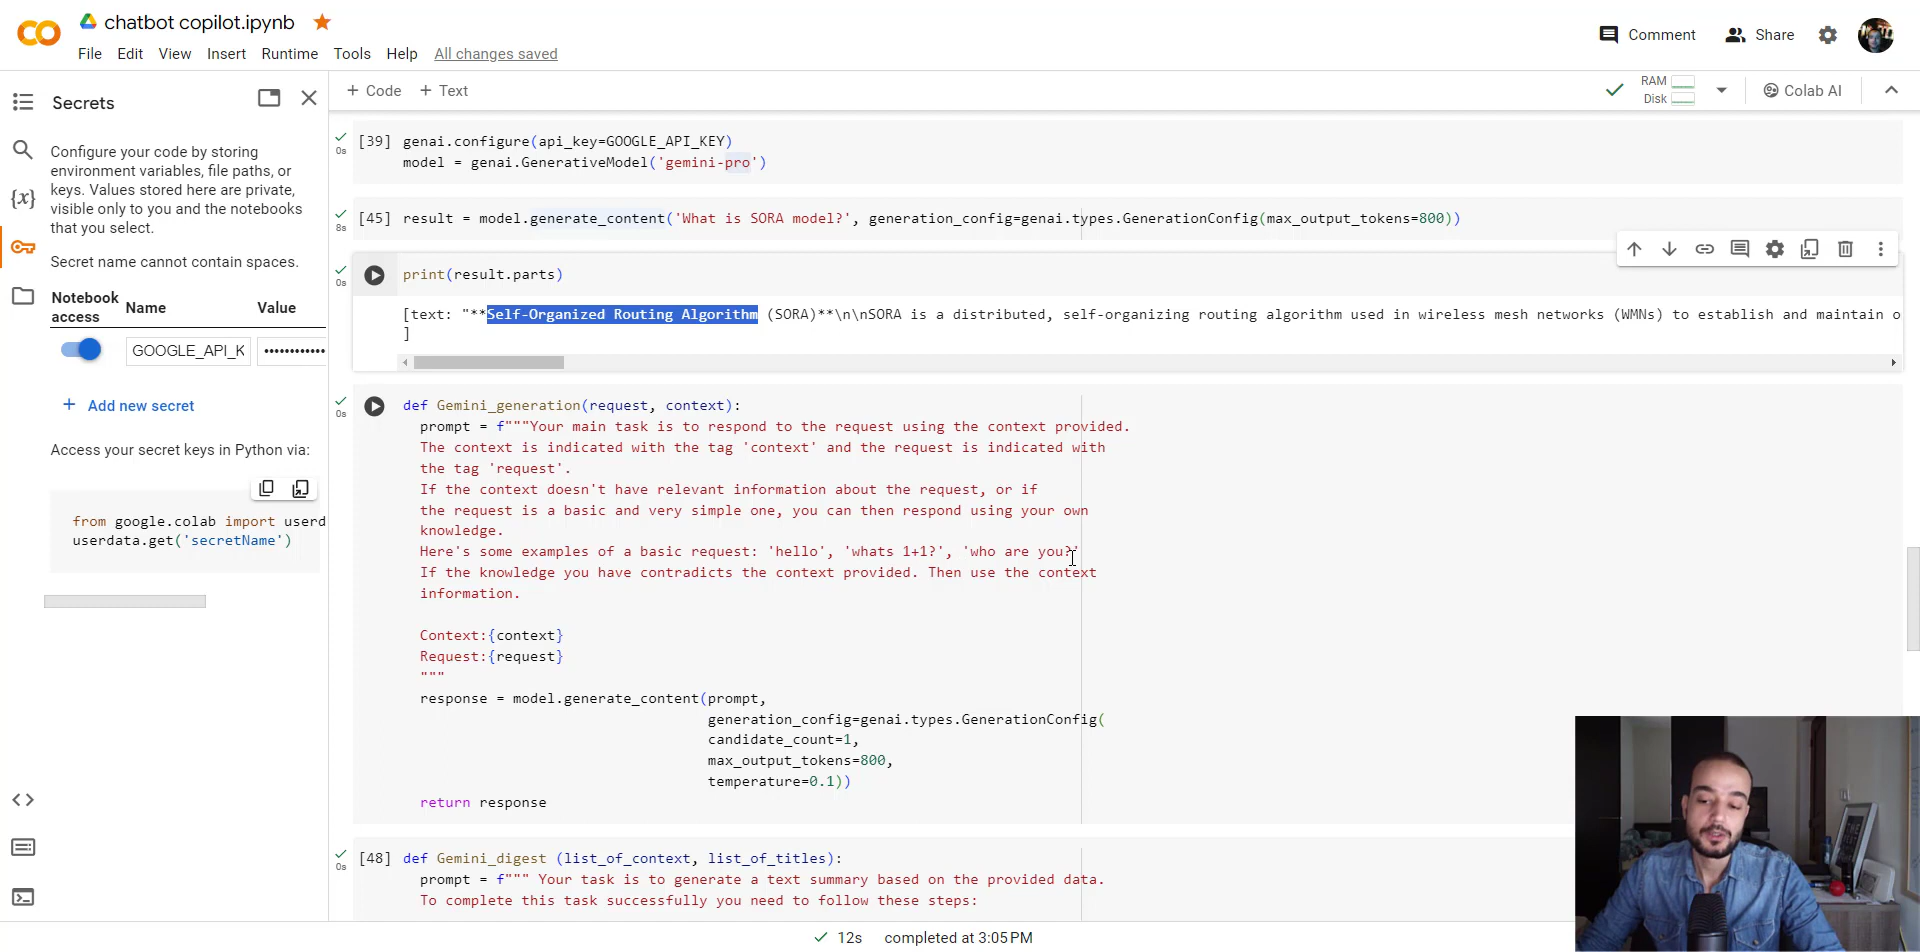 chatbot copilot.ipynb
File Edit View Insert Runtime Tools Help All changes saved
Comment Share
Secrets
+ Code + Text
RAM
Disk
Colab AI
Configure your code by storing
environment variables, file paths, or
keys. Values stored here are private,
visible only to you and the notebooks
that you select.
Secret name cannot contain spaces.
Notebook access Name Value
GOOGLE_API_K ••••••••••••
+ Add new secret
Access your secret keys in Python via:
from google.colab import userd
userdata.get('secretName')
0s [39] genai.configure(api_key=GOOGLE_API_KEY)
model = genai.GenerativeModel('gemini-pro')
8s [45] result = model.generate_content('What is SORA model?', generation_config=genai.types.GenerationConfig(max_output_tokens=800))
0s print(result.parts)
[text: "**Self-Organized Routing Algorithm (SORA)**\n\nSORA is a distributed, self-organizing routing algorithm used in wireless mesh networks (WMNs) to establish and maintain o
]
0s def Gemini_generation(request, context):
prompt = f"""Your main task is to respond to the request using the context provided.
The context is indicated with the tag 'context' and the request is indicated with
the tag 'request'.
If the context doesn't have relevant information about the request, or if
the request is a basic and very simple one, you can then respond using your own
knowledge.
Here's some examples of a basic request: 'hello', 'whats 1+1?', 'who are you?'
If the knowledge you have contradicts the context provided. Then use the context
information.
Context:{context}
Request:{request}
"""
response = model.generate_content(prompt,
generation_config=genai.types.GenerationConfig(
candidate_count=1,
max_output_tokens=800,
temperature=0.1))
return response
0s [48] def Gemini_digest (list_of_context, list_of_titles):
prompt = f""" Your task is to generate a text summary based on the provided data.
To complete this task successfully you need to follow these steps:
12s completed at 3:05 PM